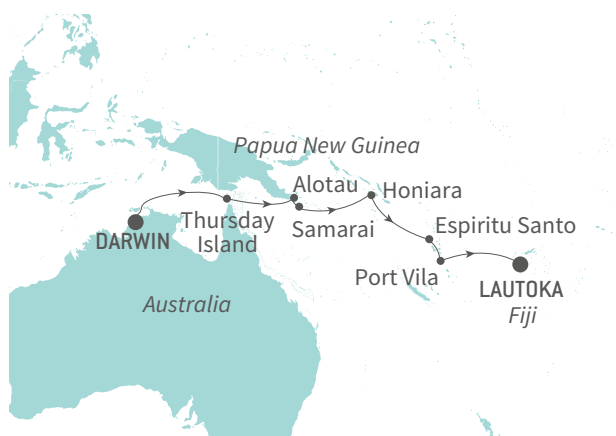 Papua New Guinea
Alotau
Honiara
Thursday
Island
Samarai
Espiritu Santo
DARWIN
Port Vila
LAUTOKA
Fiji
Australia